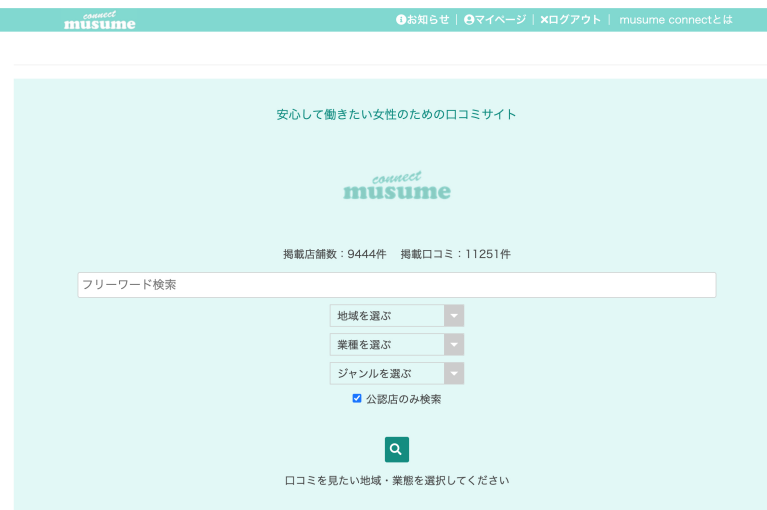 connect
musume
お知らせ | マイページ | ログアウト | musume connectとは
安心して働きたい女性のための口コミサイト
connect
musume
掲載店舗数：9444件 掲載口コミ：11251件
フリーワード検索
地域を選ぶ
業種を選ぶ
ジャンルを選ぶ
公認店のみ検索
口コミを見たい地域・業態を選択してください